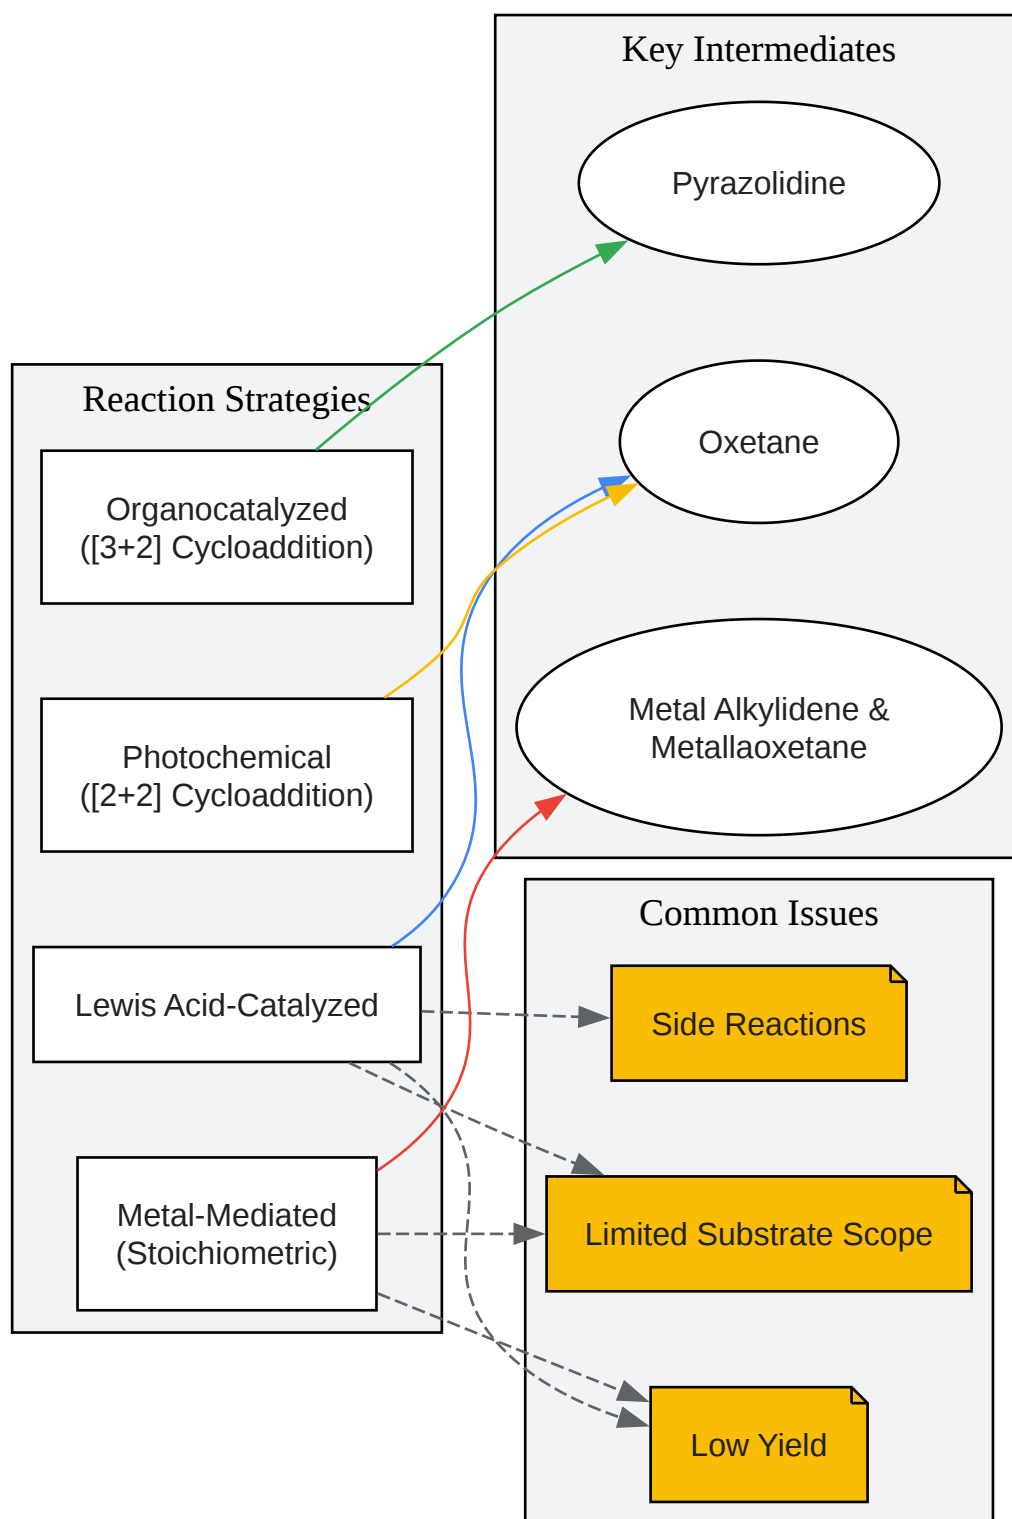 Key Intermediates
Pyrazolidine
Oxetane
Metal Alkylidene &
Metallaoxetane
Reaction Strategies
Organocatalyzed
([3+2] Cycloaddition)
Photochemical
([2+2] Cycloaddition)
Lewis Acid-Catalyzed
Metal-Mediated
(Stoichiometric)
Common Issues
Side Reactions
Limited Substrate Scope
Low Yield